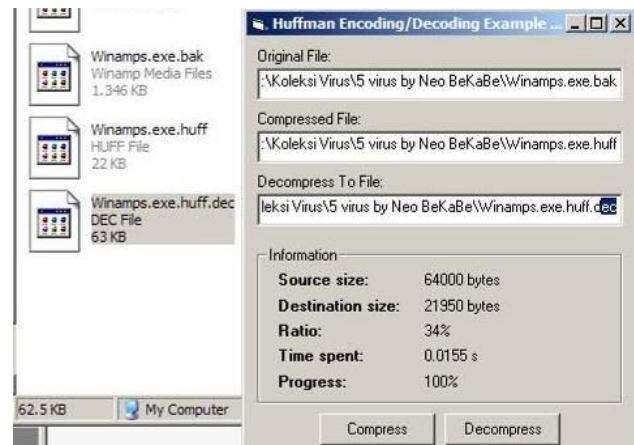 Winamps.exe.bak
Winamp Media Files
1.346 KB
Winamps.exe.huff
HUFF File
22 KB
Winamps.exe.huff.dec
DEC File
63 KB
62.5 KB
My Computer
Huffman Encoding/Decoding Example ...
Original File:
:\Koleksi Virus\5 virus by Neo BeKaBe\Winamps.exe.bak
Compressed File:
:\Koleksi Virus\5 virus by Neo BeKaBe\Winamps.exe.huff
Decompress To File:
leksi Virus\5 virus by Neo BeKaBe\Winamps.exe.huff.dec
Information
Source size: 64000 bytes
Destination size: 21950 bytes
Ratio: 34%
Time spent: 0.0155 s
Progress: 100%
Compress Decompress